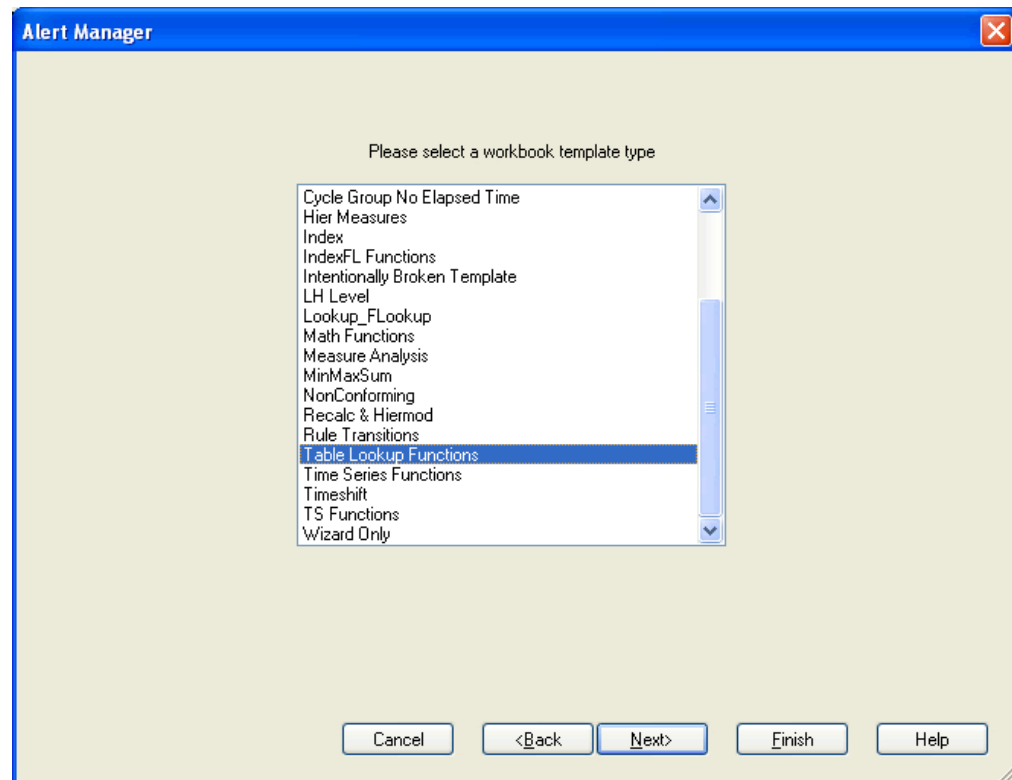 Alert Manager
Please select a workbook template type
Cycle Group No Elapsed Time
Hier Measures
Index
IndexFL Functions
Intentionally Broken Template
LH Level
Lookup_FLookup
Math Functions
Measure Analysis
MinMaxSum
NonConforming
Recalc & Hiermod
Rule Transitions
Table Lookup Functions
Time Series Functions
Timeshift
TS Functions
Wizard Only
Cancel <Back Next> Finish Help